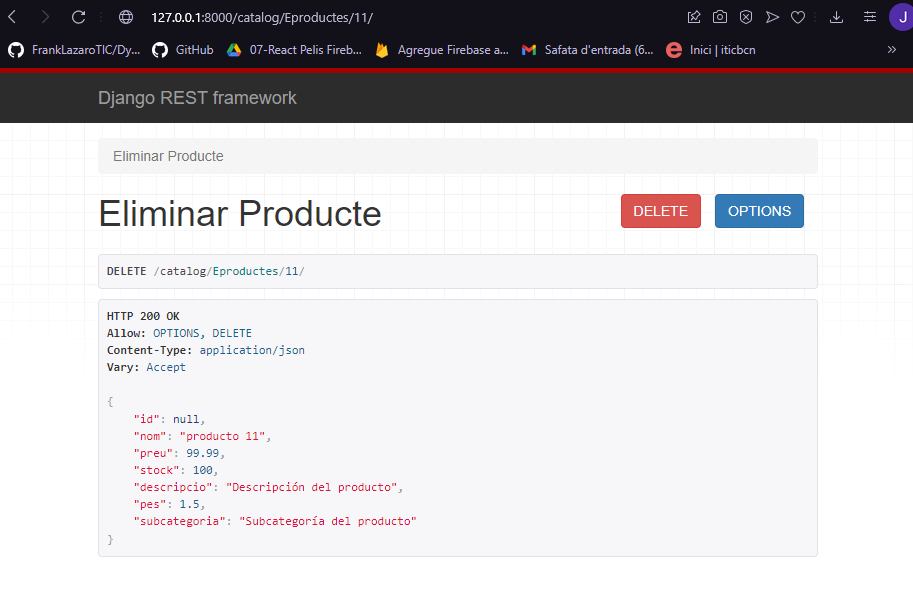 127.0.0.1:8000/catalog/Eproductes/11/
J
FrankLazaroTIC/Dy... GitHub 07-React Pelis Fireb... Agregue Firebase a... Safata d'entrada (6... Inici | iticbcn »
Django REST framework
Eliminar Producte
Eliminar Producte DELETE OPTIONS
DELETE /catalog/Eproductes/11/
HTTP 200 OK
Allow: OPTIONS, DELETE
Content-Type: application/json
Vary: Accept
{
    "id": null,
    "nom": "producto 11",
    "preu": 99.99,
    "stock": 100,
    "descripcio": "Descripción del producto",
    "pes": 1.5,
    "subcategoria": "Subcategoría del producto"
}